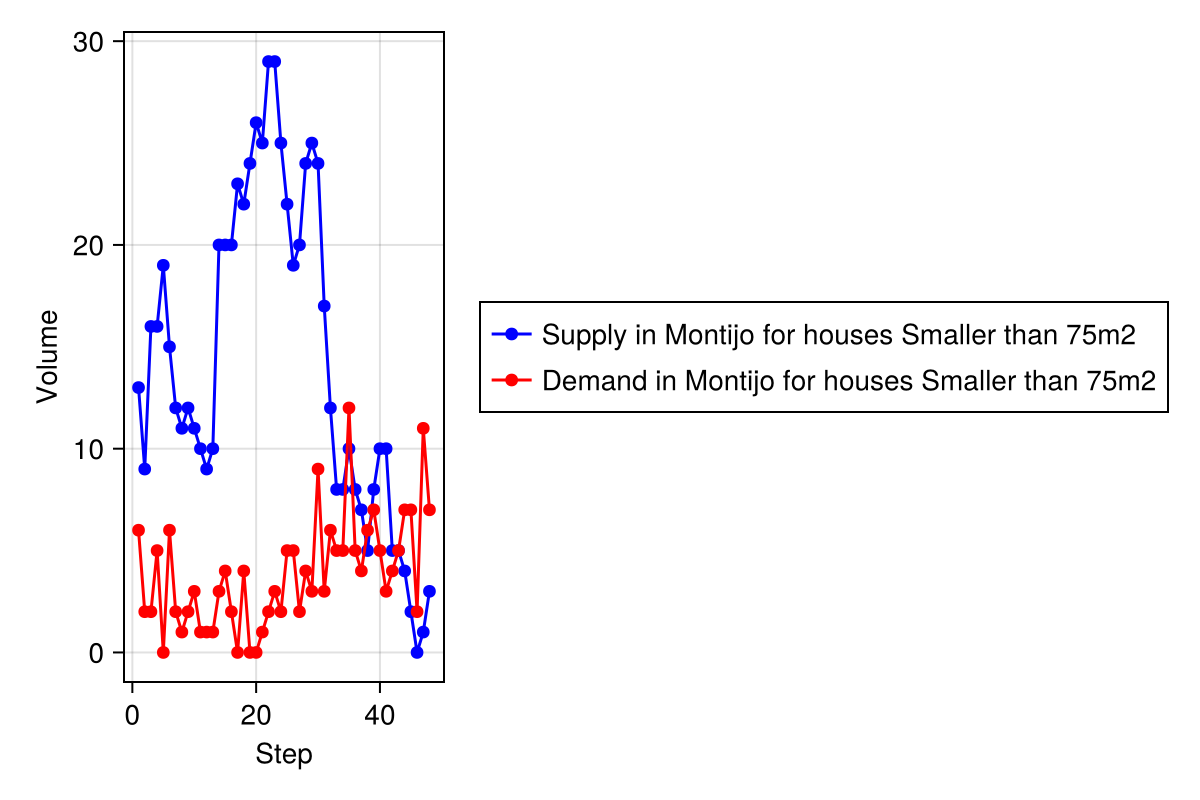 30
20
10
0
Volume
0 20 40
Step
Supply in Montijo for houses Smaller than 75m2
Demand in Montijo for houses Smaller than 75m2